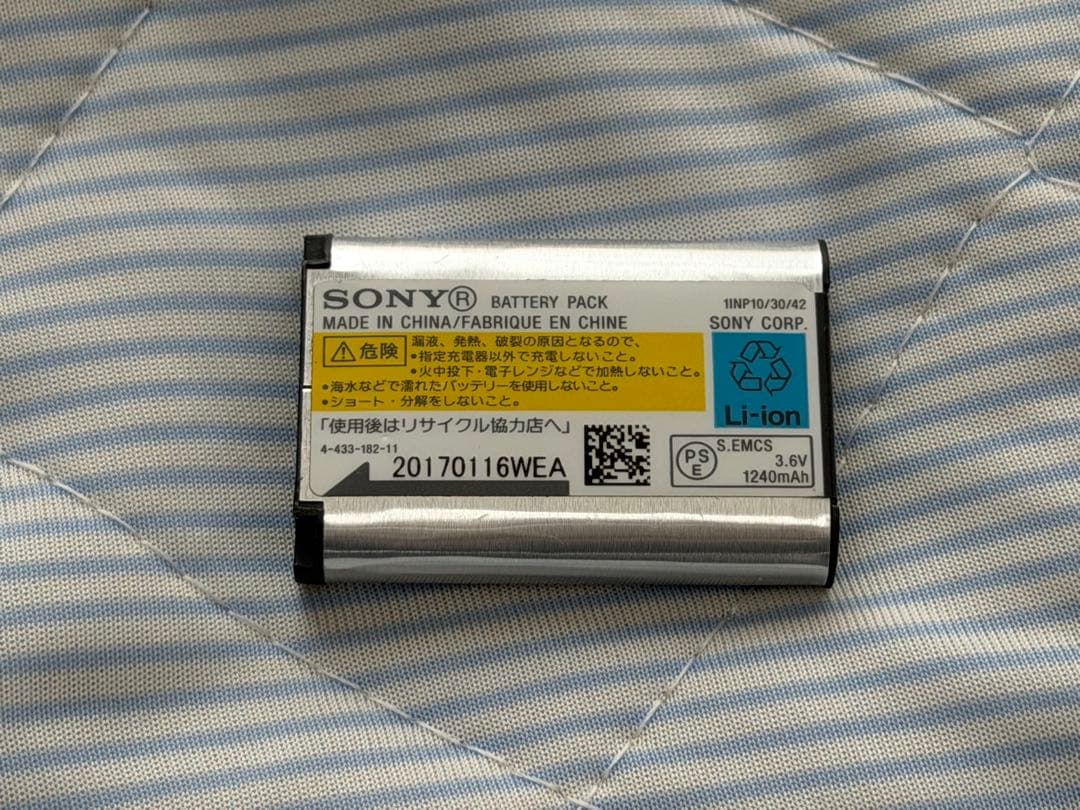 SONY® BATTERY PACK
1INP10/30/42
MADE IN CHINA/FABRIQUE EN CHINE
SONY CORP.
⚠危険
漏液、発熱、破裂の原因となるので、
•指定充電器以外で充電しないこと。
•火中投下・電子レンジなどで加熱しないこと。
•海水などで濡れたバッテリーを使用しないこと。
•ショート・分解をしないこと。
Li-ion
「使用後はリサイクル協力店へ」
4-433-182-11
20170116WEA
PSE
S.EMCS
3.6V
1240mAh